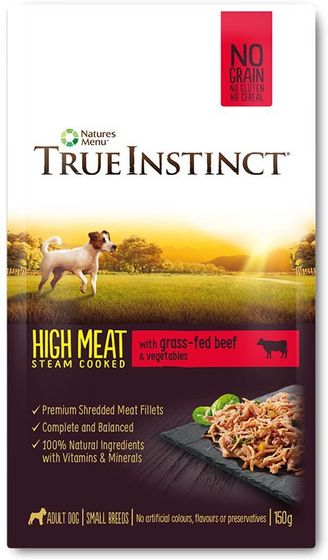 NO
GRAIN
NO GLUTEN
NO CEREAL
Natures
Menu®
TRUEINSTINCT®
HIGH MEAT
STEAM COOKED
with grass-fed beef
& vegetables
✓ Premium Shredded Meat Fillets
✓ Complete and Balanced
✓ 100% Natural Ingredients
with Vitamins & Minerals
ADULT DOG | SMALL BREEDS | No artificial colours, flavours or preservatives | 150g